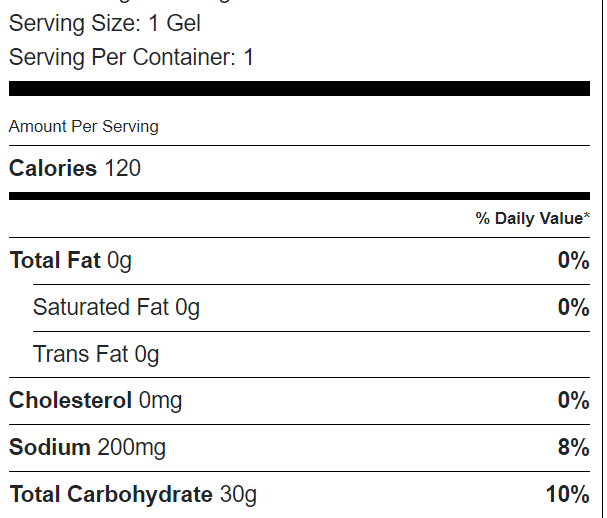 Serving Size: 1 Gel
Serving Per Container: 1
Amount Per Serving
Calories 120
% Daily Value*
Total Fat 0g 0%
Saturated Fat 0g 0%
Trans Fat 0g
Cholesterol 0mg 0%
Sodium 200mg 8%
Total Carbohydrate 30g 10%